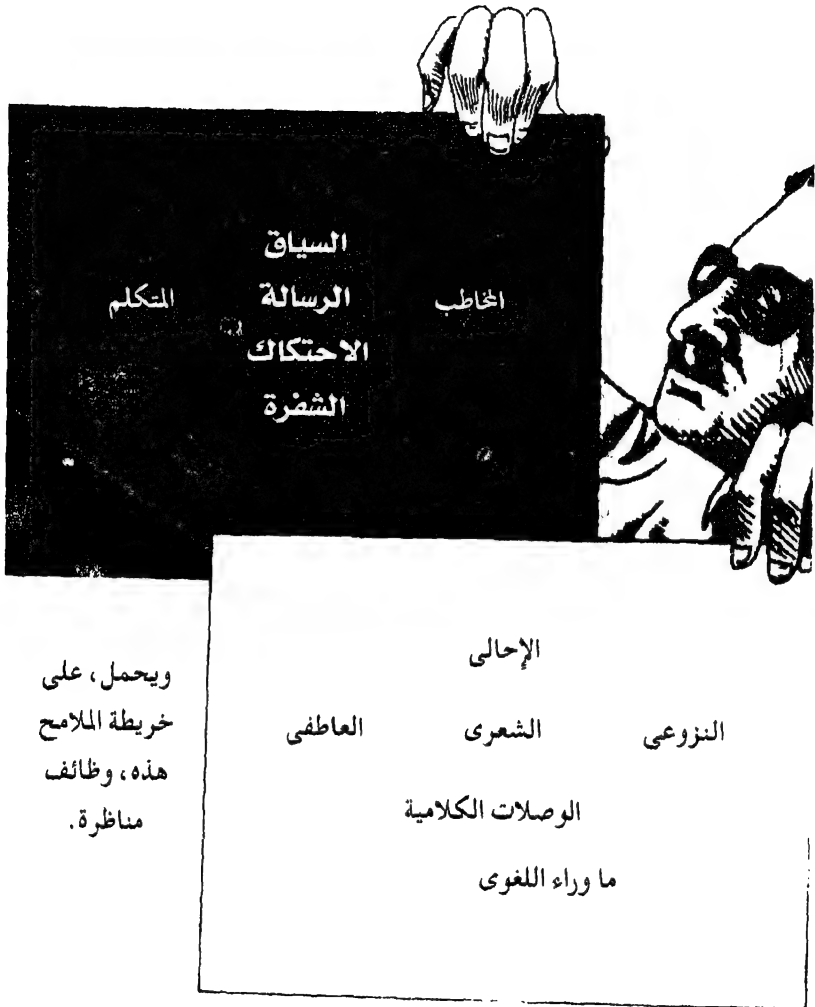 السياق
المخاطب الرسالة المتكلم
الاحتكاك
الشفرة
الإحالى
النزوعى الشعرى العاطفى
الوصلات الكلامية
ما وراء اللغوى
ويحمل، على
خريطة الملامح
هذه، وظائف
مناظرة.